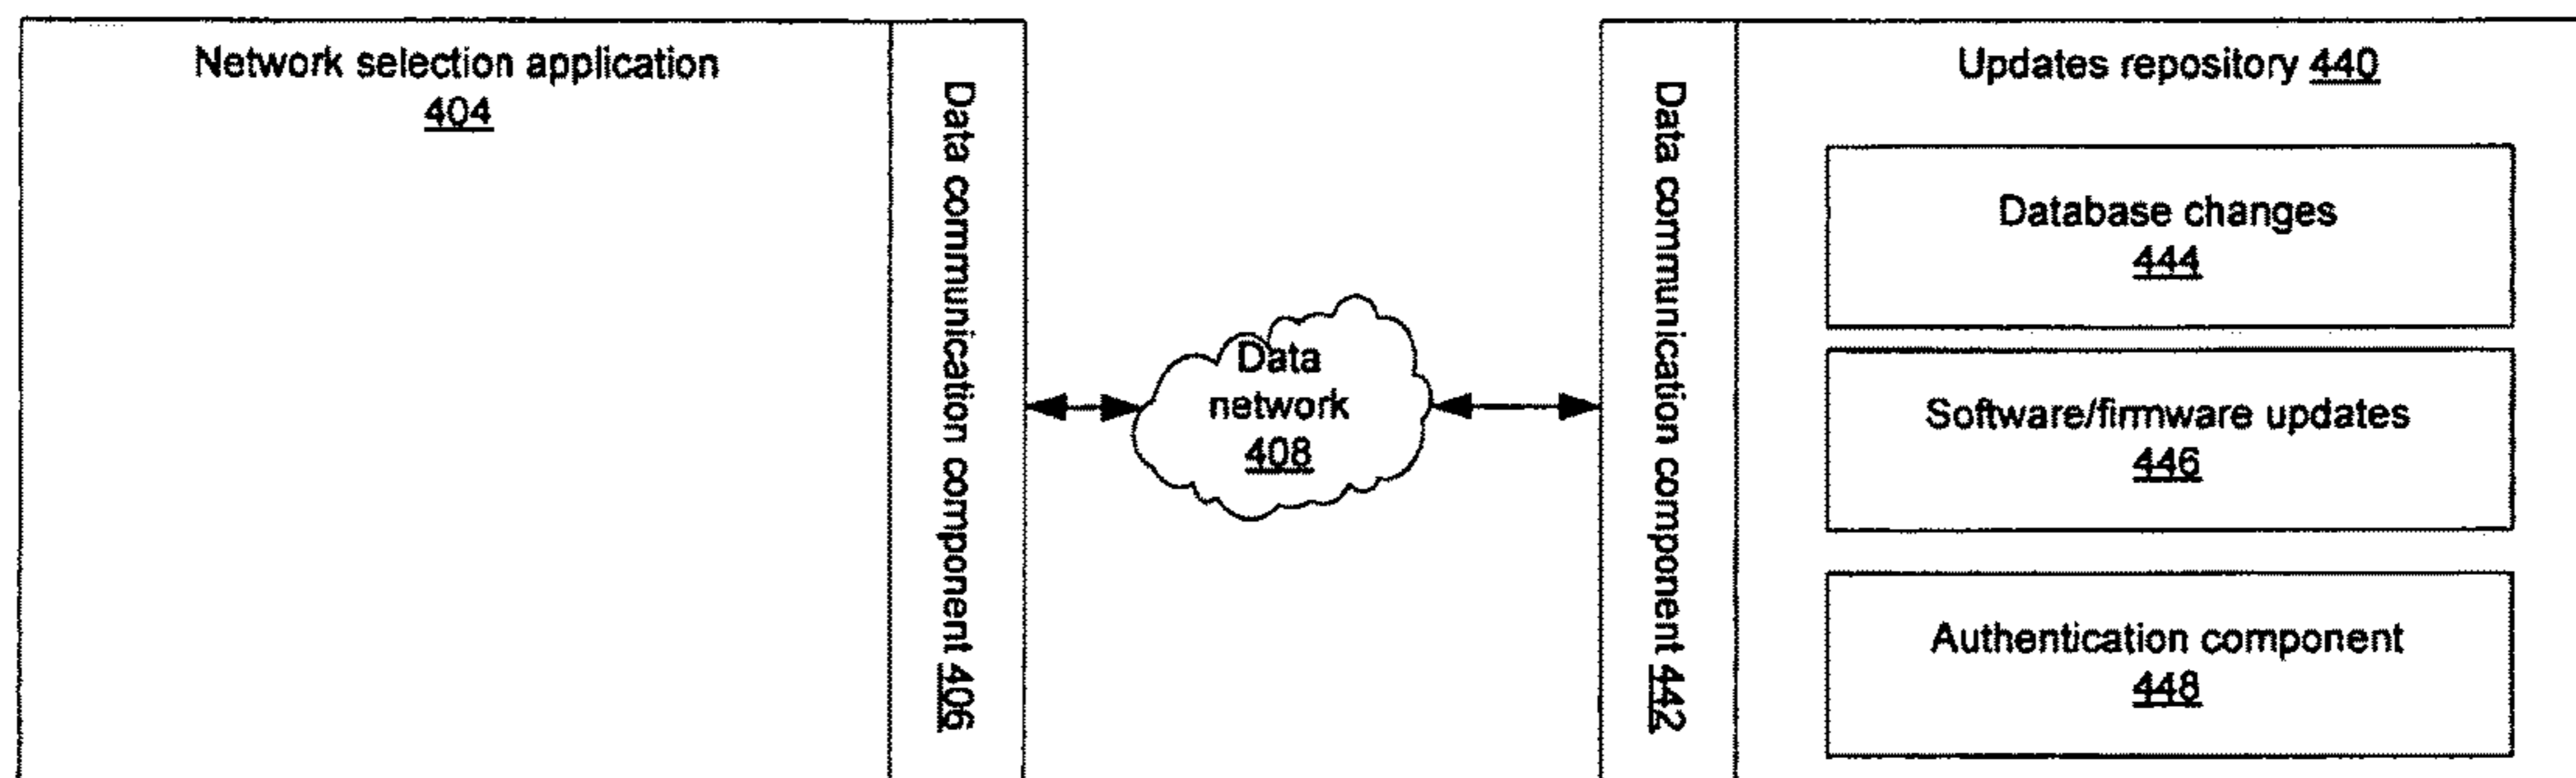 Network selection application
404
Data communication component 406
Data
network
408
Data communication component 442
Updates repository 440
Database changes
444
Software/firmware updates
446
Authentication component
448